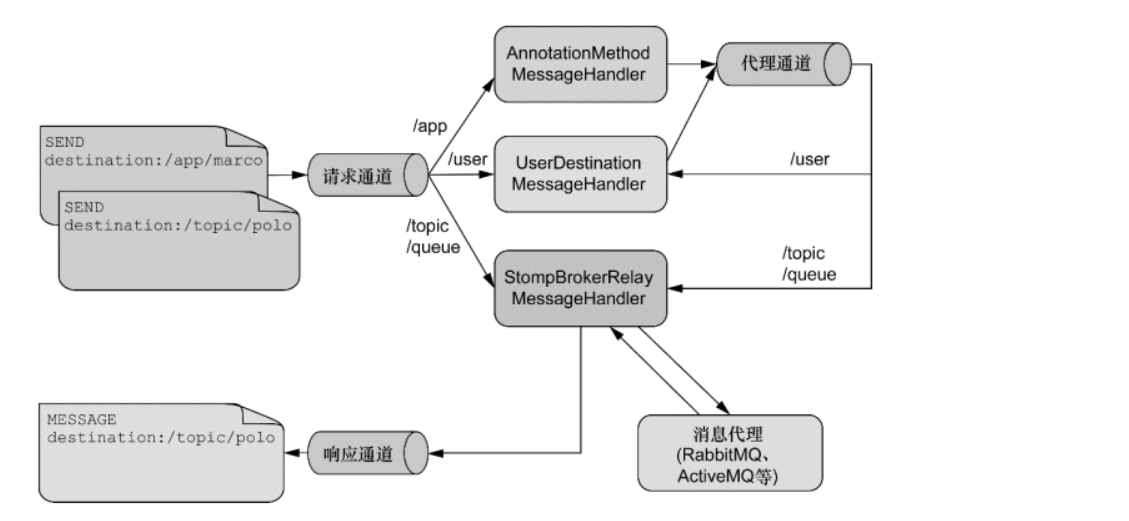 AnnotationMethod
MessageHandler
代理通道
/app
SEND
destination:/app/marco
/user
UserDestination
MessageHandler
/user
请求通道
SEND
destination:/topic/polo
/topic
/queue
/topic
/queue
StompBrokerRelay
MessageHandler
MESSAGE
destination:/topic/polo
响应通道
消息代理
(RabbitMQ、
ActiveMQ等)